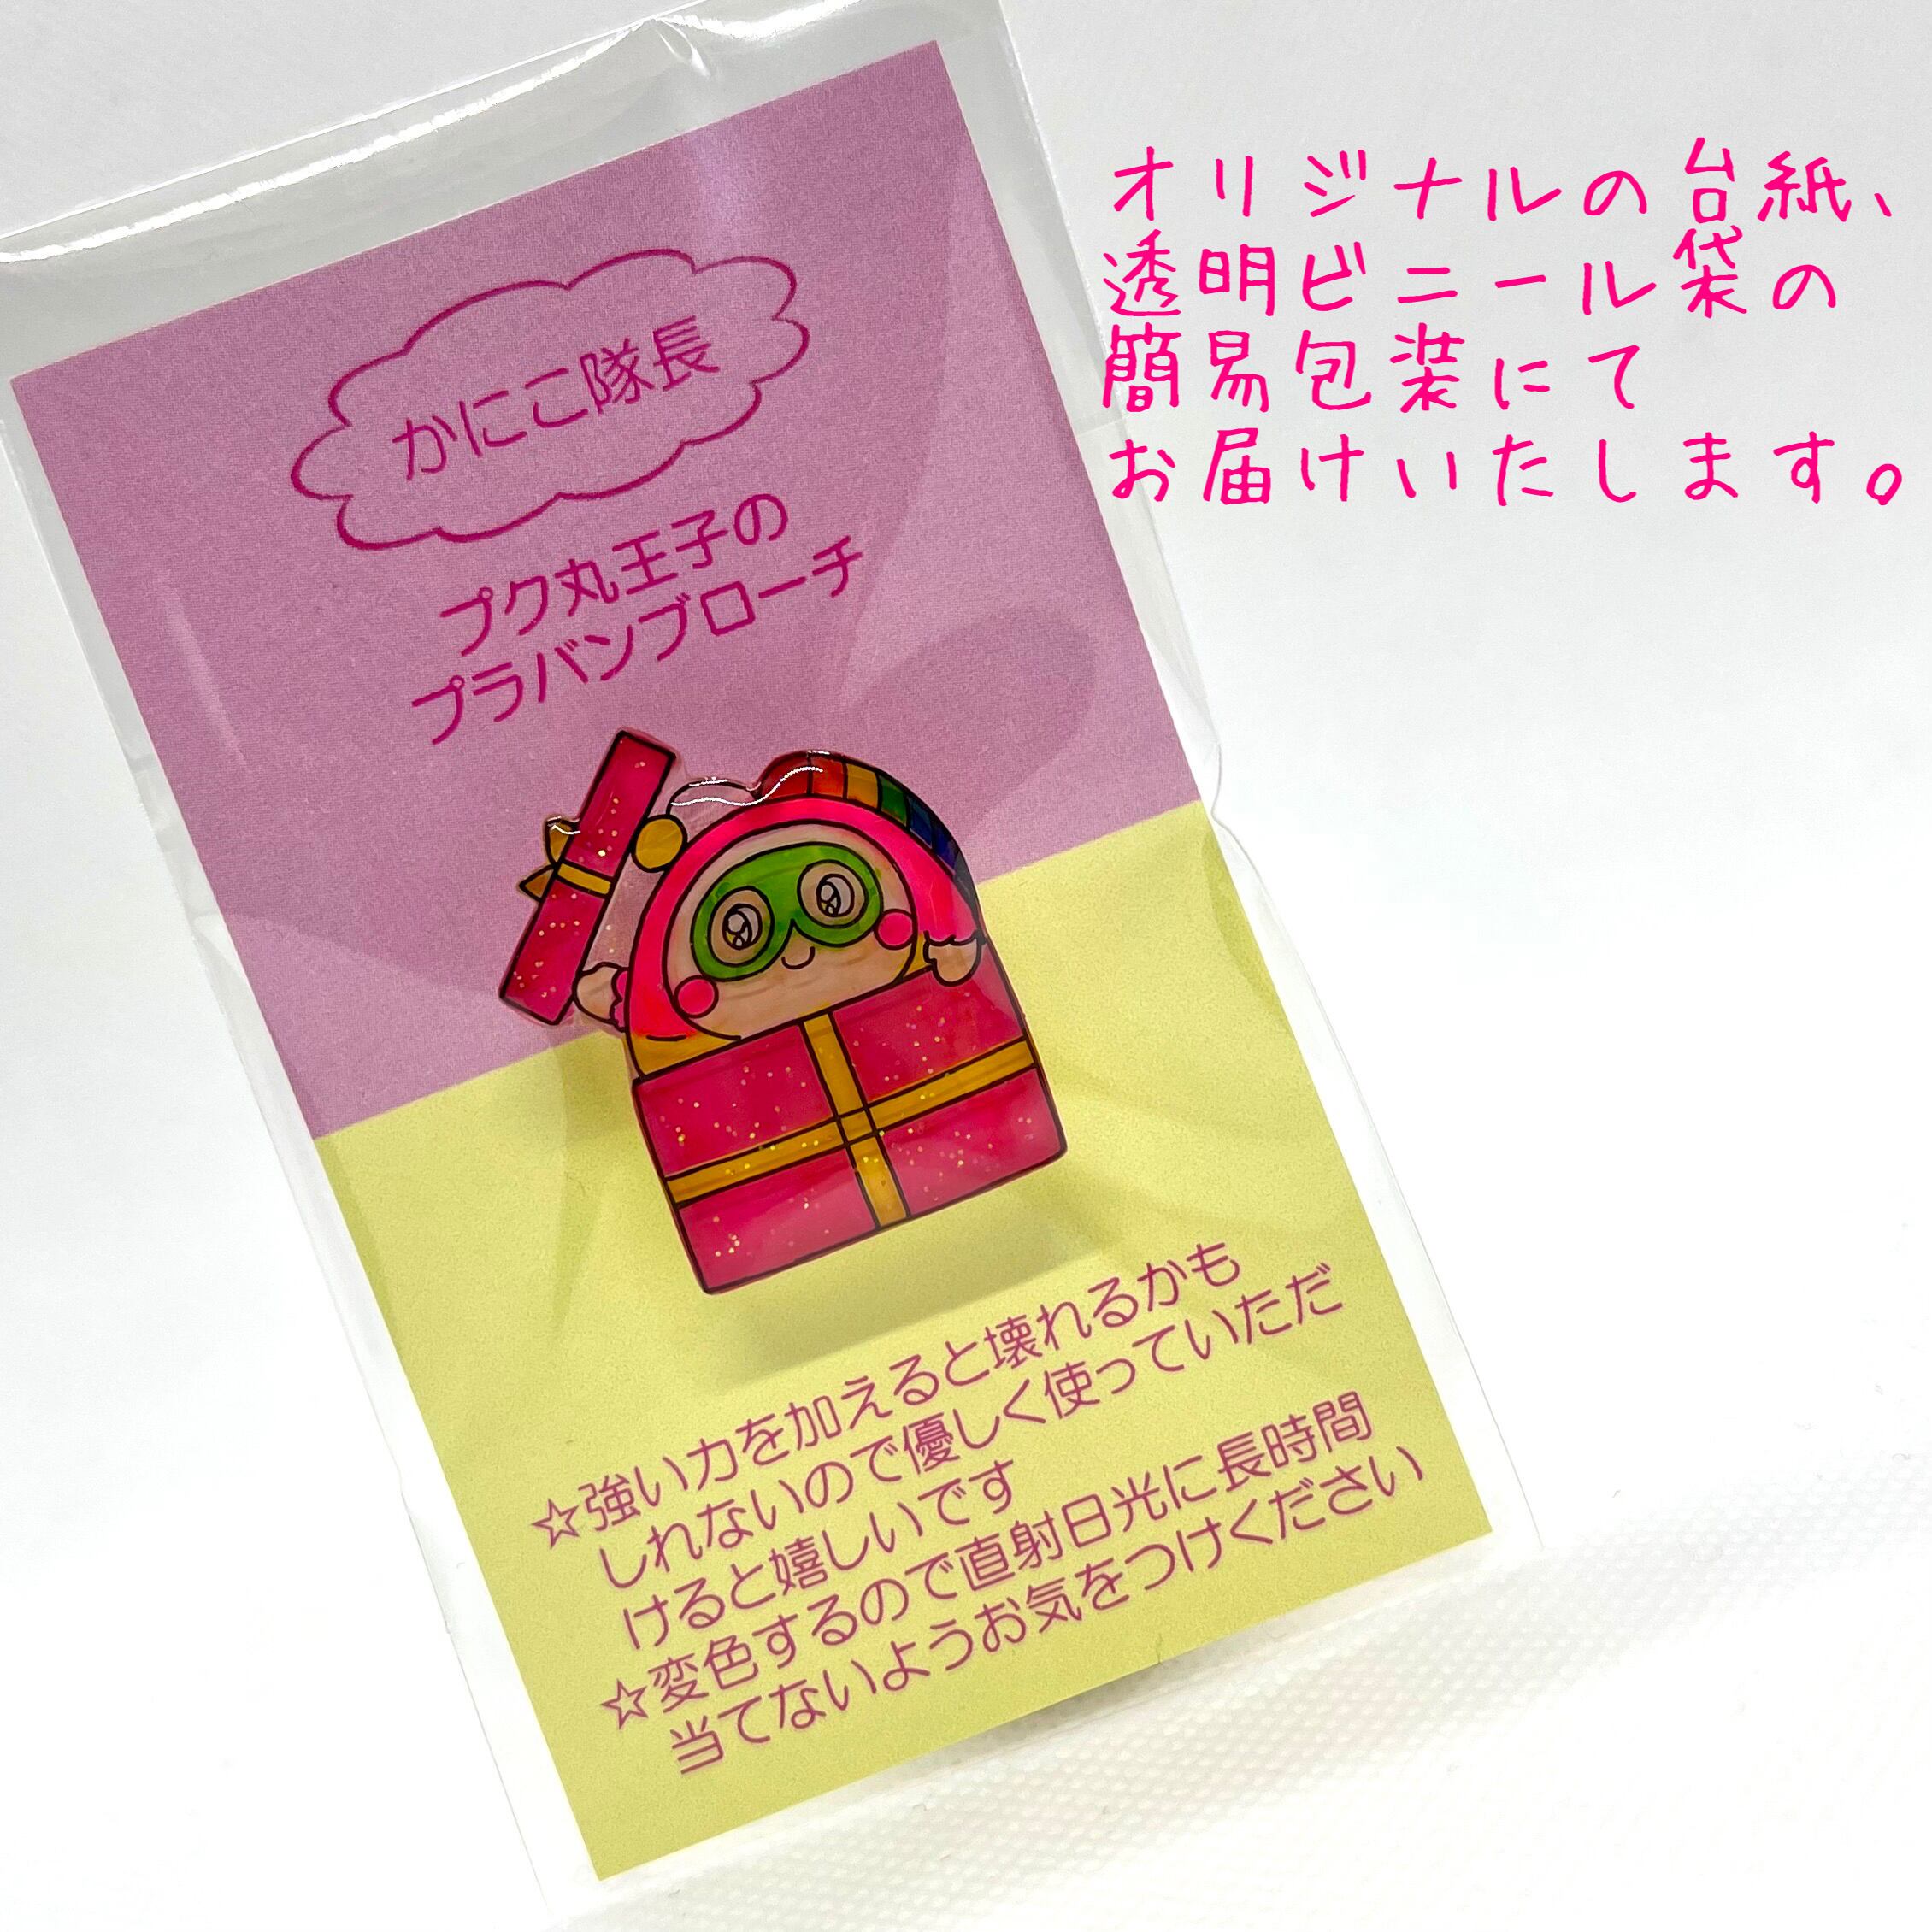 オリジナルの台紙、
透明ビニール袋の
簡易包装にて
お届けいたします。
かにこ隊長
プク丸王子の
プラバンブローチ
☆強い力を加えると壊れるかも
しれないので優しく使っていただ
けると嬉しいです
☆変色するので直射日光に長時間
当てないようお気をつけください